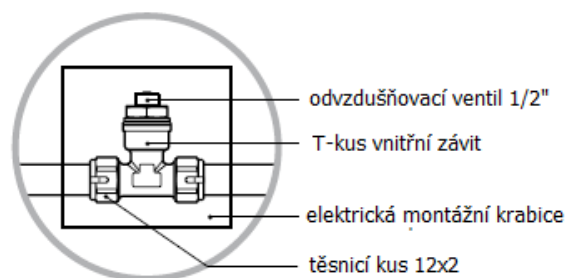 odvzdušňovací ventil 1/2"
T-kus vnitřní závit
elektrická montážní krabice
těsnicí kus 12x2